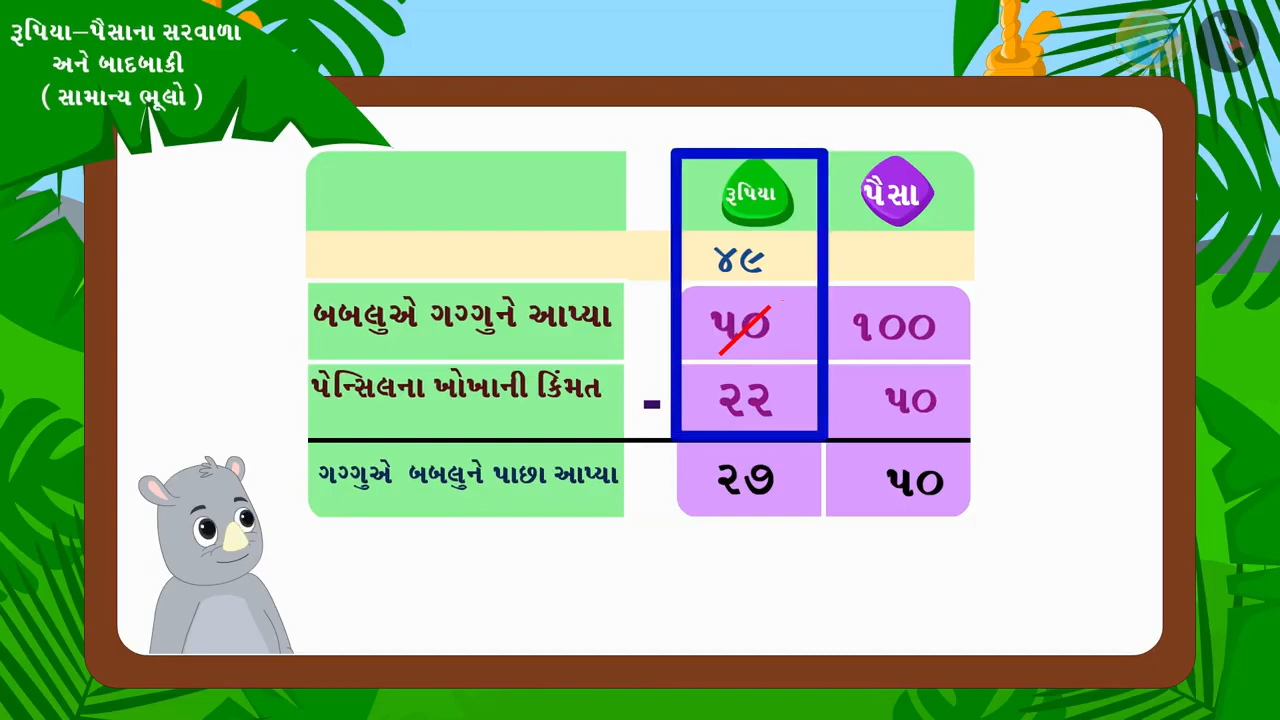 રૂપિયા–પૈસાના સરવાળા
અને બાદબાકી
( સામાન્ય ભૂલો )
રૂપિયા પૈસા
૪૯
બબલુએ ગગ્ગુને આપ્યા ૫૦ ૧૦૦
પેન્સિલના ખોખાની કિંમત - ૨૨ ૫૦
ગગ્ગુએ બબલુને પાછા આપ્યા ૨૭ ૫૦